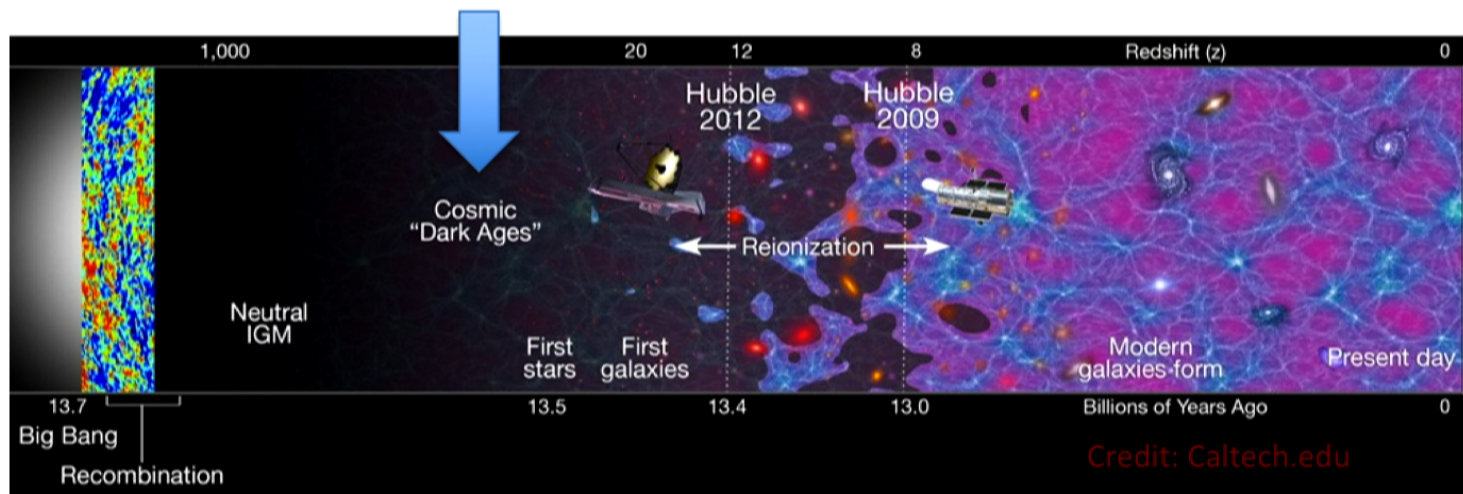 1,000 20 12 8 Redshift (z) 0
Hubble
2012
Hubble
2009
Cosmic
"Dark Ages"
Reionization
Neutral
IGM
First
stars
First
galaxies
Modern
galaxies form
Present day
13.7 13.5 13.4 13.0 Billions of Years Ago 0
Big Bang
Recombination
Credit: Caltech.edu